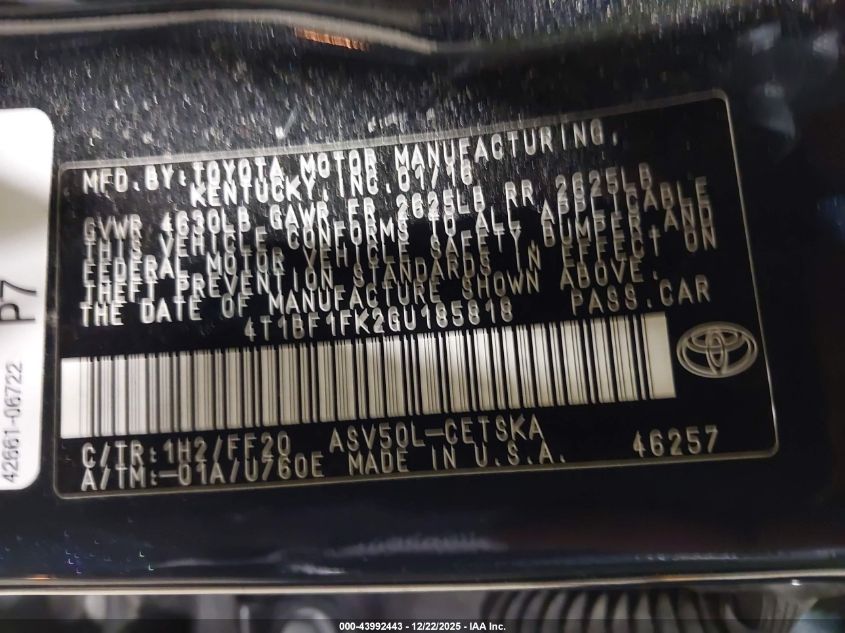 MFD.BY:TOYOTA MOTOR MANUFACTURING,
KENTUCKY,INC.01/16
GVWR 4630LB GAWR FR 2625LB RR 2625LB
THIS VEHICLE CONFORMS TO ALL APPLICABLE
FEDERAL MOTOR VEHICLE SAFETY,BUMPER,AND
THEFT PREVENTION STANDARDS IN EFFECT ON
THE DATE OF MANUFACTURE SHOWN ABOVE.
4T1BF1FK2GU185818 PASS.CAR
C/TR:1H2/FF20 ASV50L-CETSKA 46257
A/TM:-01A/U760E MADE IN U.S.A.
P7
42661-06722
000-43992443 - 12/22/2025 - IAA Inc.